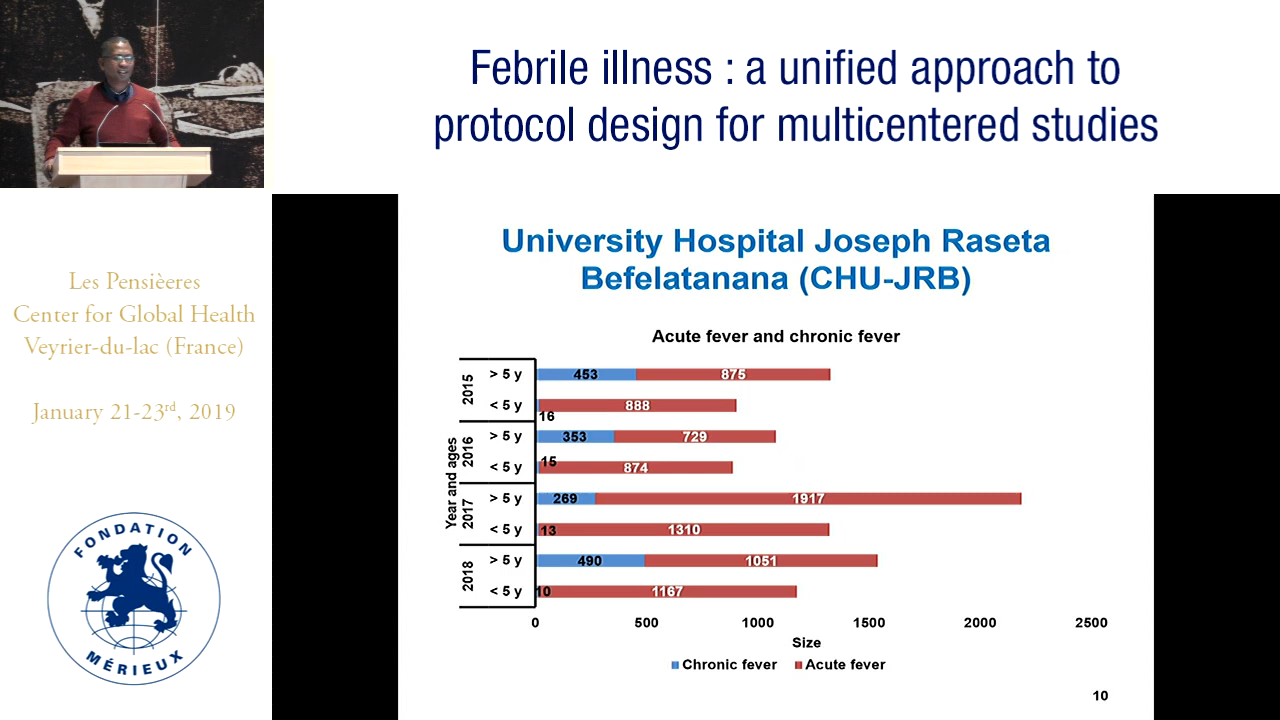 Febrile illness : a unified approach to
protocol design for multicentered studies
Les Pensièeres
Center for Global Health
Veyrier-du-lac (France)
January 21-23rd, 2019
FONDATION
MÉRIEUX
University Hospital Joseph Raseta
Befelatanana (CHU-JRB)
Acute fever and chronic fever
Year and ages
2015
> 5 y 453 875
< 5 y 16 888
2016
> 5 y 353 729
< 5 y 15 874
2017
> 5 y 269 1917
< 5 y 13 1310
2018
> 5 y 490 1051
< 5 y 10 1167
0 500 1000 1500 2000 2500
Size
Chronic fever Acute fever
10